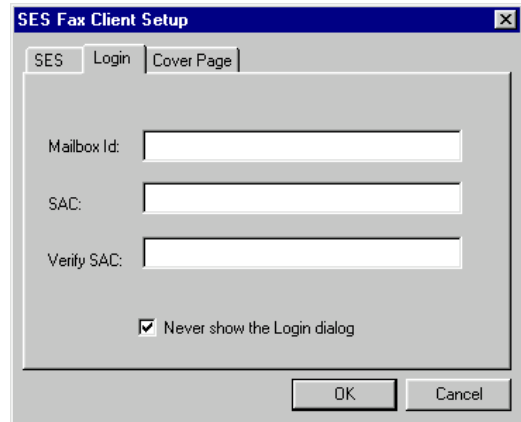 SES Fax Client Setup
SES Login Cover Page
Mailbox Id:
SAC:
Verify SAC:
Never show the Login dialog
OK Cancel